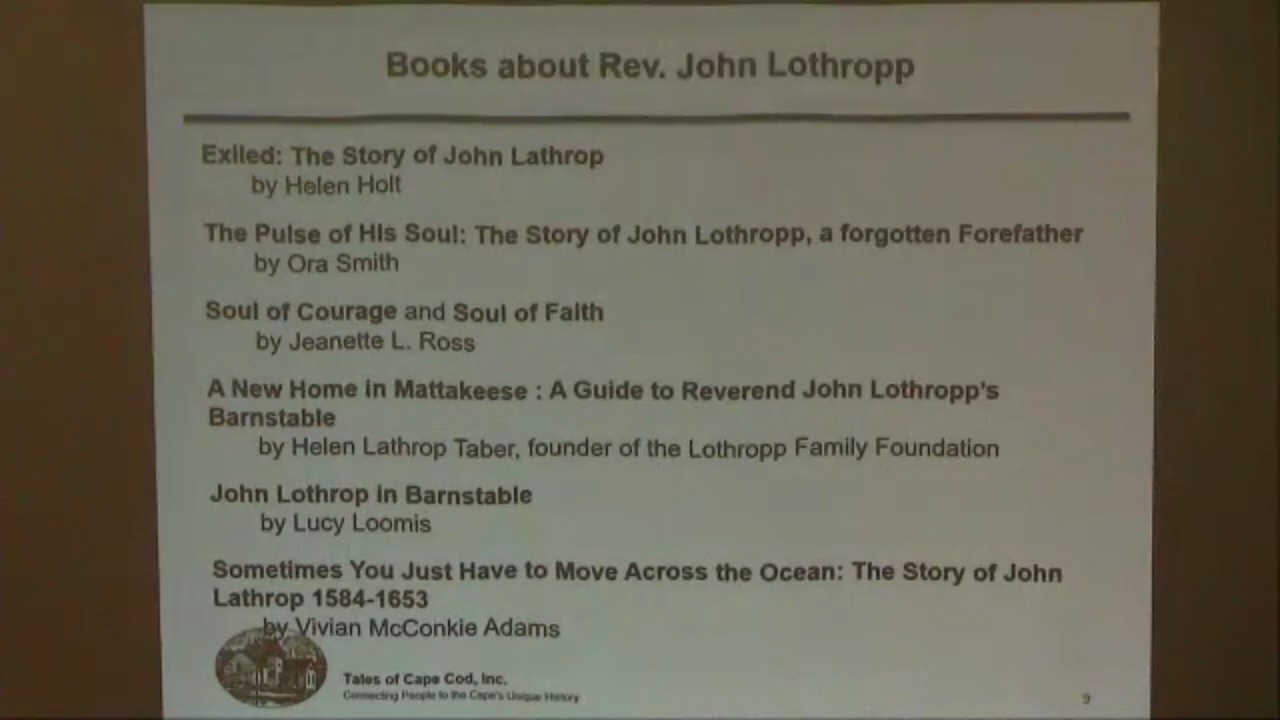 Books about Rev. John Lothropp
Exiled: The Story of John Lathrop
by Helen Holt
The Pulse of His Soul: The Story of John Lothropp, a forgotten Forefather
by Ora Smith
Soul of Courage and Soul of Faith
by Jeanette L. Ross
A New Home in Mattakeese : A Guide to Reverend John Lothropp's
Barnstable
by Helen Lathrop Taber, founder of the Lothropp Family Foundation
John Lothrop in Barnstable
by Lucy Loomis
Sometimes You Just Have to Move Across the Ocean: The Story of John
Lathrop 1584-1653
by Vivian McConkie Adams
Tales of Cape Cod, Inc.
Connecting People to the Cape's Unique History
9